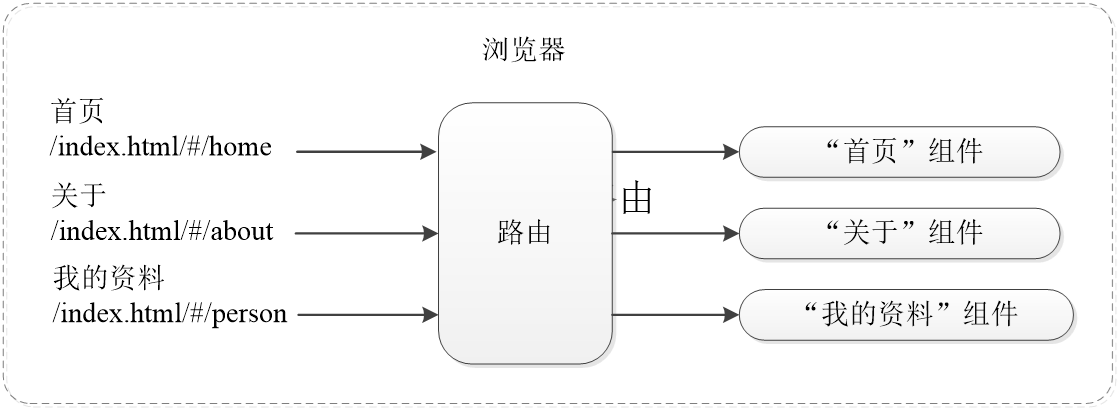 浏览器
首页
/index.html/#/home
关于
/index.html/#/about
我的资料
/index.html/#/person
路由
由
“首页”组件
“关于”组件
“我的资料”组件